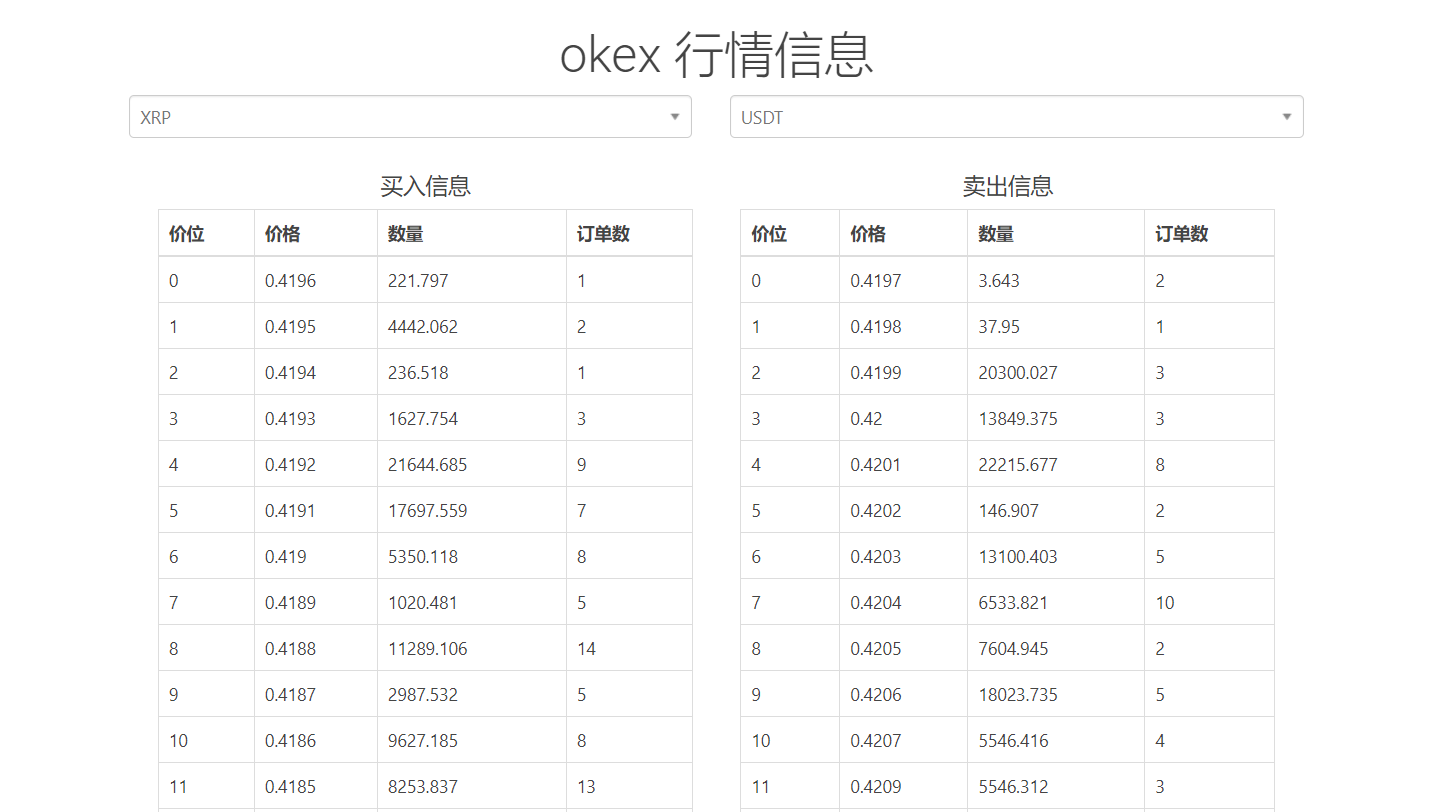 okex 行情信息
XRP USDT
买入信息 卖出信息
价位 价格 数量 订单数 价位 价格 数量 订单数
0 0.4196 221.797 1 0 0.4197 3.643 2
1 0.4195 4442.062 2 1 0.4198 37.95 1
2 0.4194 236.518 1 2 0.4199 20300.027 3
3 0.4193 1627.754 3 3 0.42 13849.375 3
4 0.4192 21644.685 9 4 0.4201 22215.677 8
5 0.4191 17697.559 7 5 0.4202 146.907 2
6 0.419 5350.118 8 6 0.4203 13100.403 5
7 0.4189 1020.481 5 7 0.4204 6533.821 10
8 0.4188 11289.106 14 8 0.4205 7604.945 2
9 0.4187 2987.532 5 9 0.4206 18023.735 5
10 0.4186 9627.185 8 10 0.4207 5546.416 4
11 0.4185 8253.837 13 11 0.4209 5546.312 3